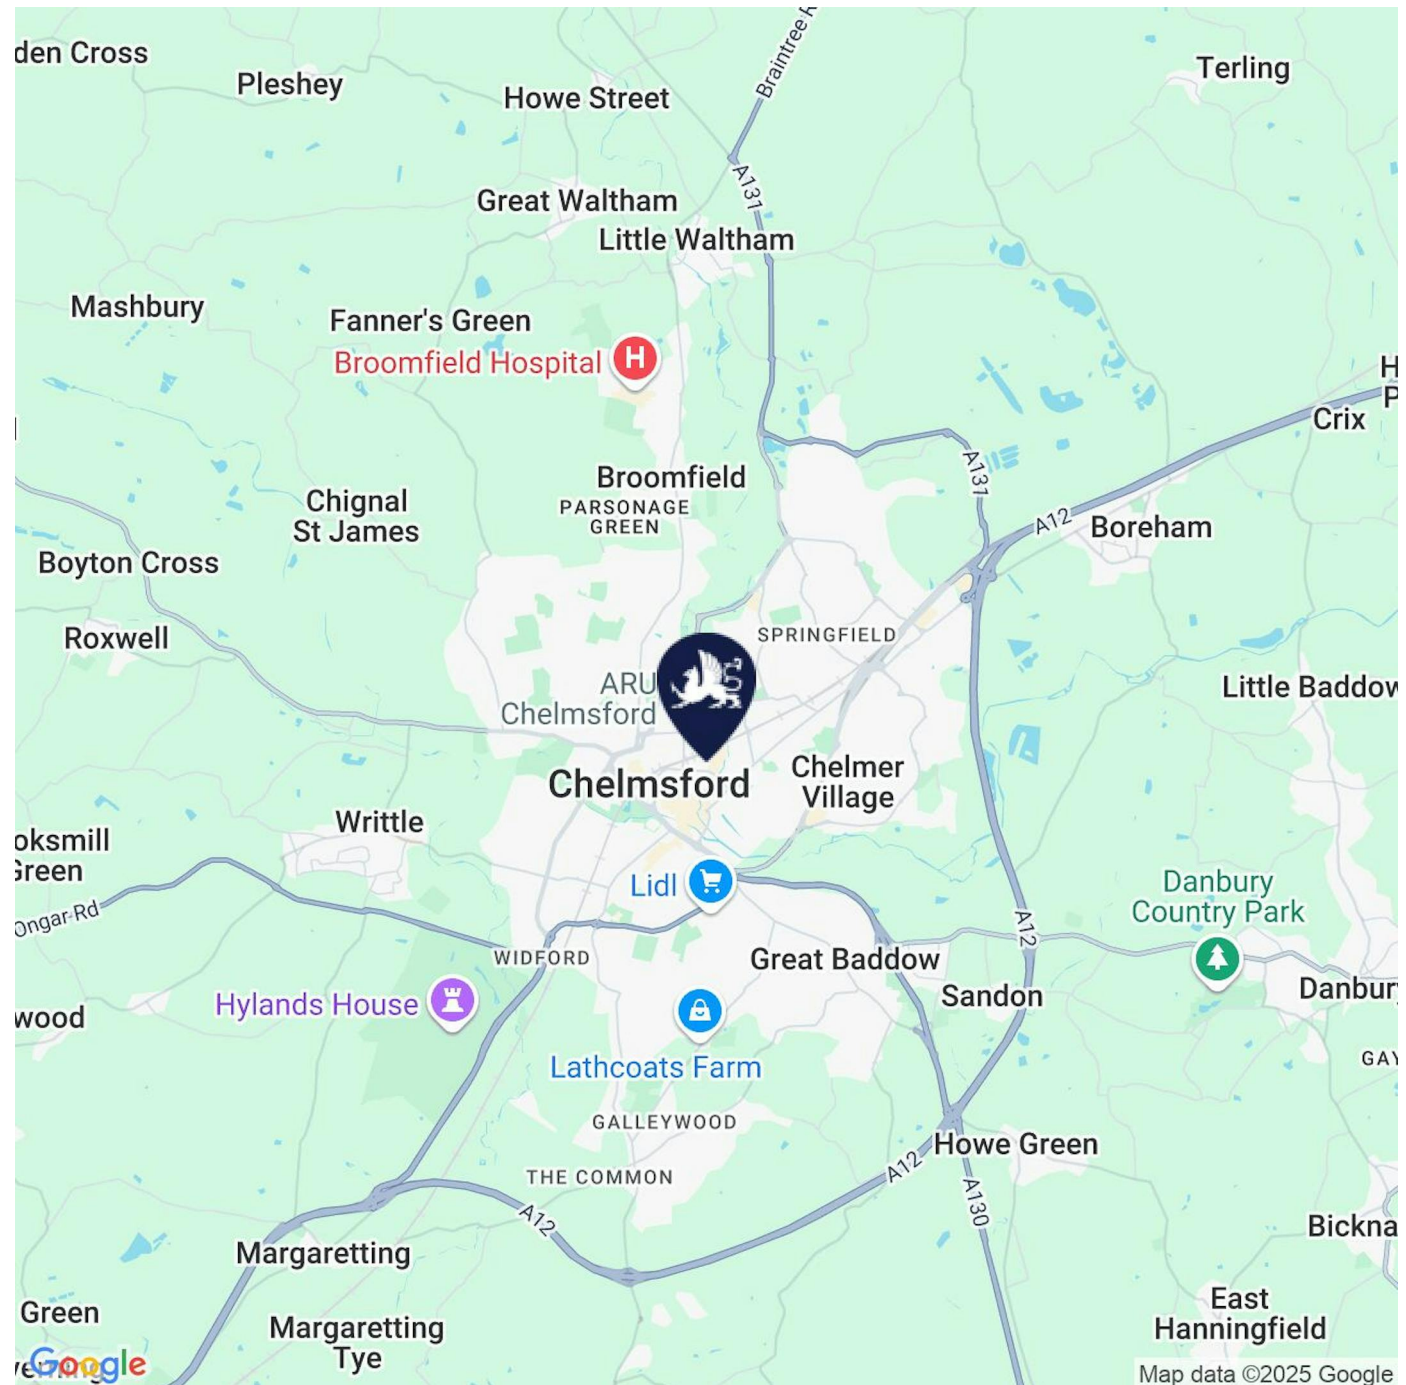 den Cross
Pleshey
Howe Street
Braintree R
Terling
A131
Great Waltham
Little Waltham
Mashbury
Fanner's Green
Broomfield Hospital
H
H
P
Crix
Broomfield
PARSONAGE
GREEN
A131
A12
Boreham
Chignal
St James
Boyton Cross
Roxwell
SPRINGFIELD
ARU
Chelmsford
Little Baddow
Chelmsford
Chelmer
Village
Writtle
oksmill
Green
Lidl
Danbury
Country Park
Ongar Rd
A12
WIDFORD
Great Baddow
Sandon
Danbury
Hylands House
wood
Lathcoats Farm
GAY
GALLEYWOOD
Howe Green
THE COMMON
A12
A130
A12
Bickna
Margaretting
Green
East
Hanningfield
Margaretting
Tye
Google
Map data ©2025 Google